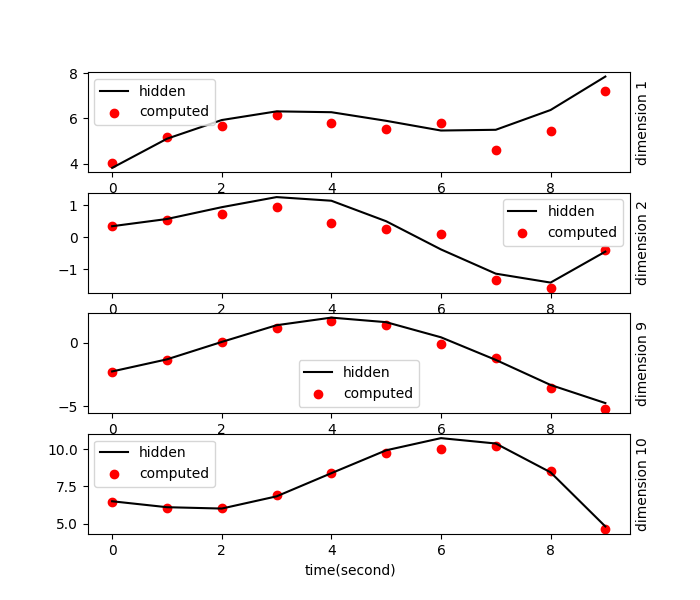 8
6
4
hidden
computed
dimension 1
0 2 4 6 8
1
0
−1
hidden
computed
dimension 2
0 2 4 6 8
0
−5
hidden
computed
dimension 9
0 2 4 6 8
10.0
7.5
5.0
hidden
computed
dimension 10
0 2 4 6 8
time(second)